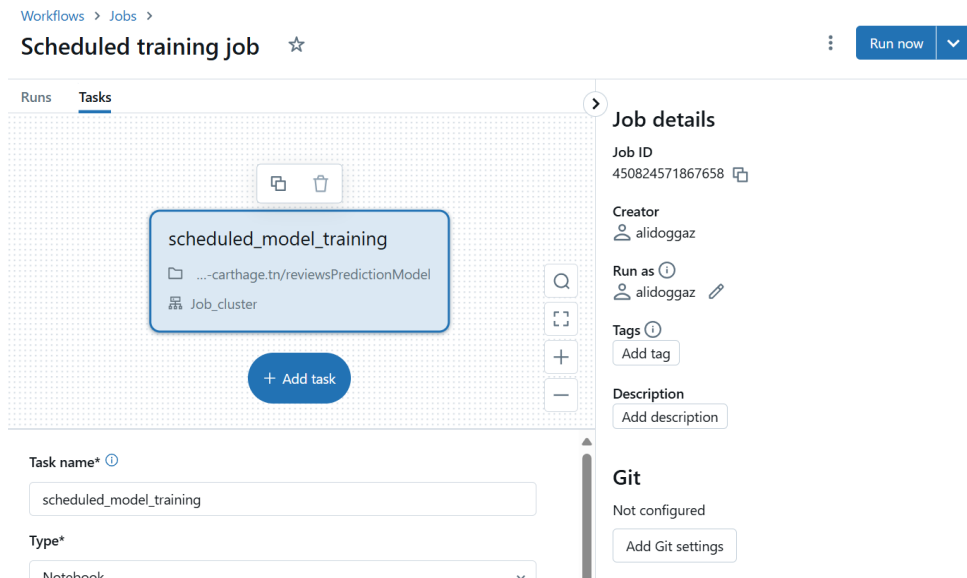 Workflows > Jobs >
Scheduled training job
Run now
Runs Tasks
scheduled_model_training
...-carthage.tn/reviewsPredictionModel
Job_cluster
+ Add task
Task name*
scheduled_model_training
Type*
Notebook
Job details
Job ID
450824571867658
Creator
alidoggaz
Run as
alidoggaz
Tags
Add tag
Description
Add description
Git
Not configured
Add Git settings